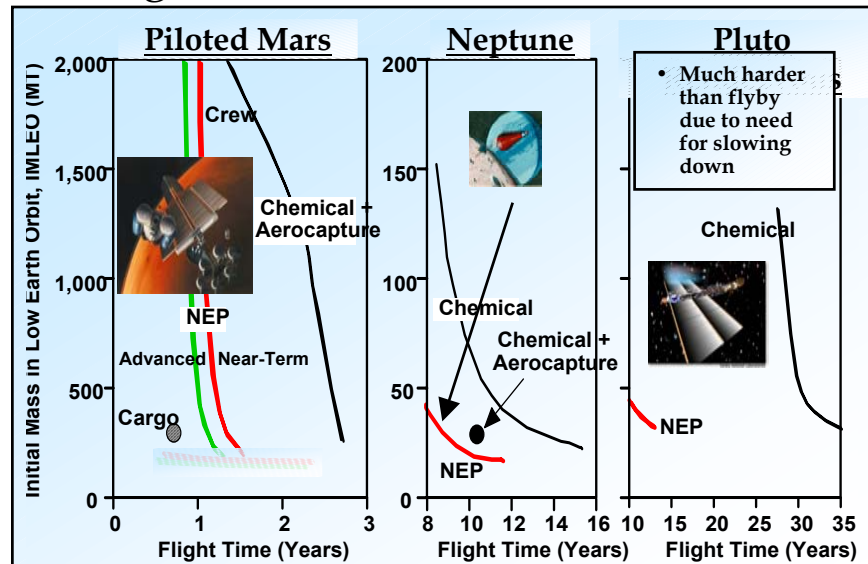 Piloted Mars
Neptune
Pluto
Initial Mass in Low Earth Orbit, IMLEO (MT)
2,000
1,500
1,000
500
0
Crew
Chemical +
Aerocapture
NEP
Advanced
Near-Term
Cargo
0
1
2
3
Flight Time (Years)
200
150
100
50
0
Chemical
Chemical +
Aerocapture
NEP
8
10
12
14
16
Flight Time (Years)
• Much harder
than flyby
due to need
for slowing
down
Chemical
NEP
10
15
20
25
30
35
Flight Time (Years)